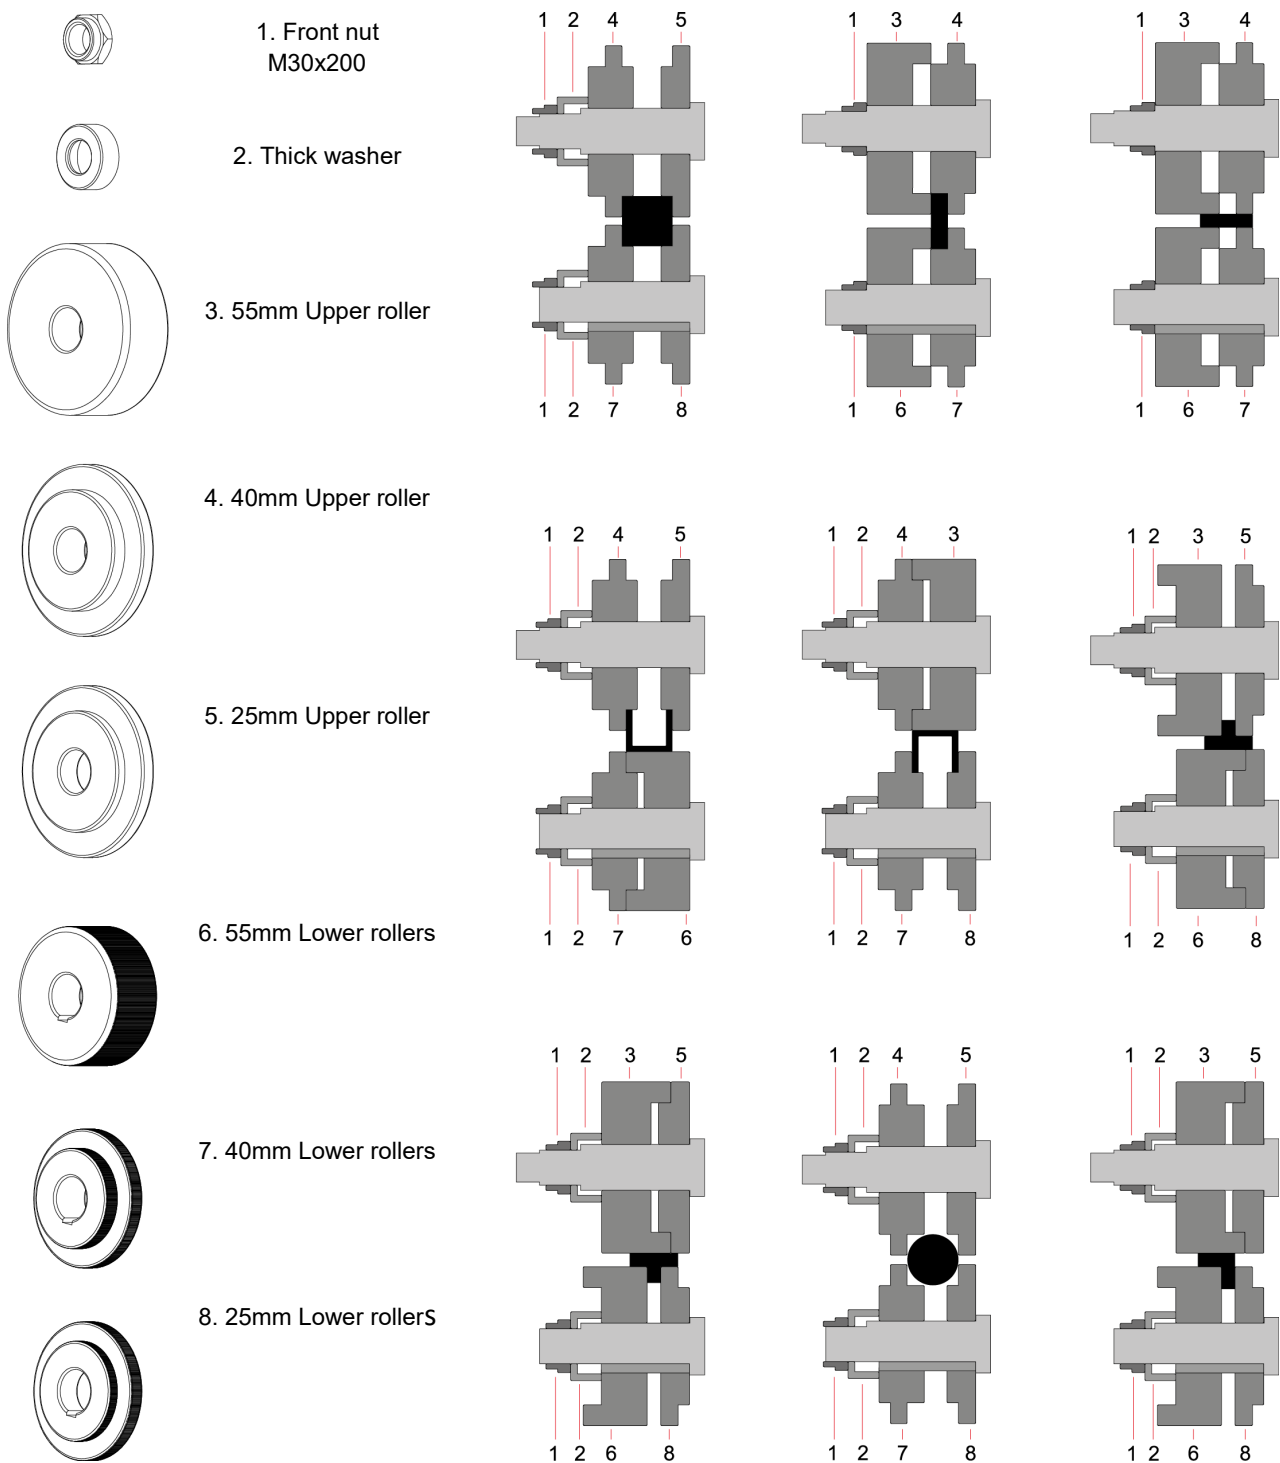 1. Front nut
M30x200
2. Thick washer
3. 55mm Upper roller
4. 40mm Upper roller
5. 25mm Upper roller
6. 55mm Lower rollers
7. 40mm Lower rollers
8. 25mm Lower rollers
1 2 4 5
1 2 7 8
1 3 4
1 6 7
1 3 4
1 6 7
1 2 4 5
1 2 7 6
1 2 4 3
1 2 7 8
1 2 3 5
1 2 6 8
1 2 3 5
1 2 6 8
1 2 4 5
1 2 7 8
1 2 3 5
1 2 6 8